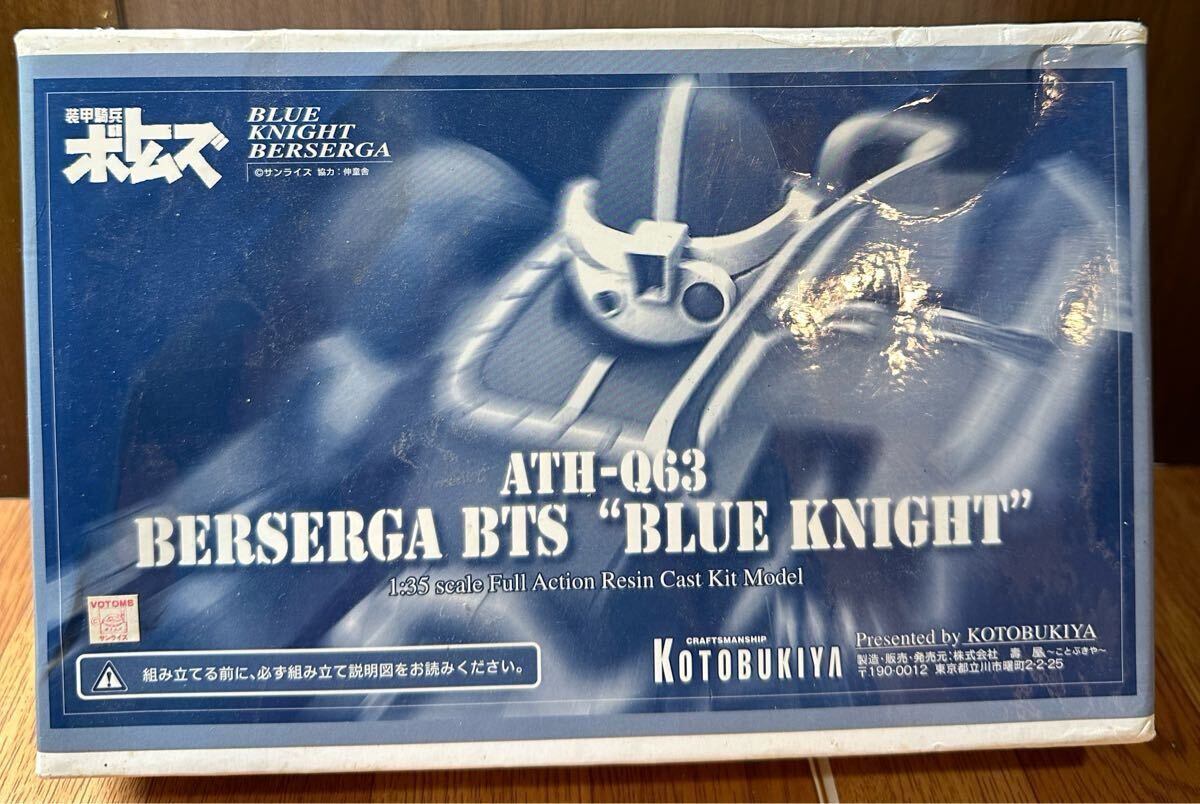 装甲騎兵
ボトムズ
BLUE
KNIGHT
BERSERGA
©サンライズ 協力：伸童舎
ATH-Q63
BERSERGA BTS “BLUE KNIGHT”
1:35 scale Full Action Resin Cast Kit Model
VOTOMS
サンライズ
組み立てる前に、必ず組み立て説明図をお読みください。
CRAFTSMANSHIP
KOTOBUKIYA
Presented by KOTOBUKIYA
製造・販売・発売元：株式会社 壽屋〜ことぶきや〜
〒190-0012 東京都立川市曙町2-2-25